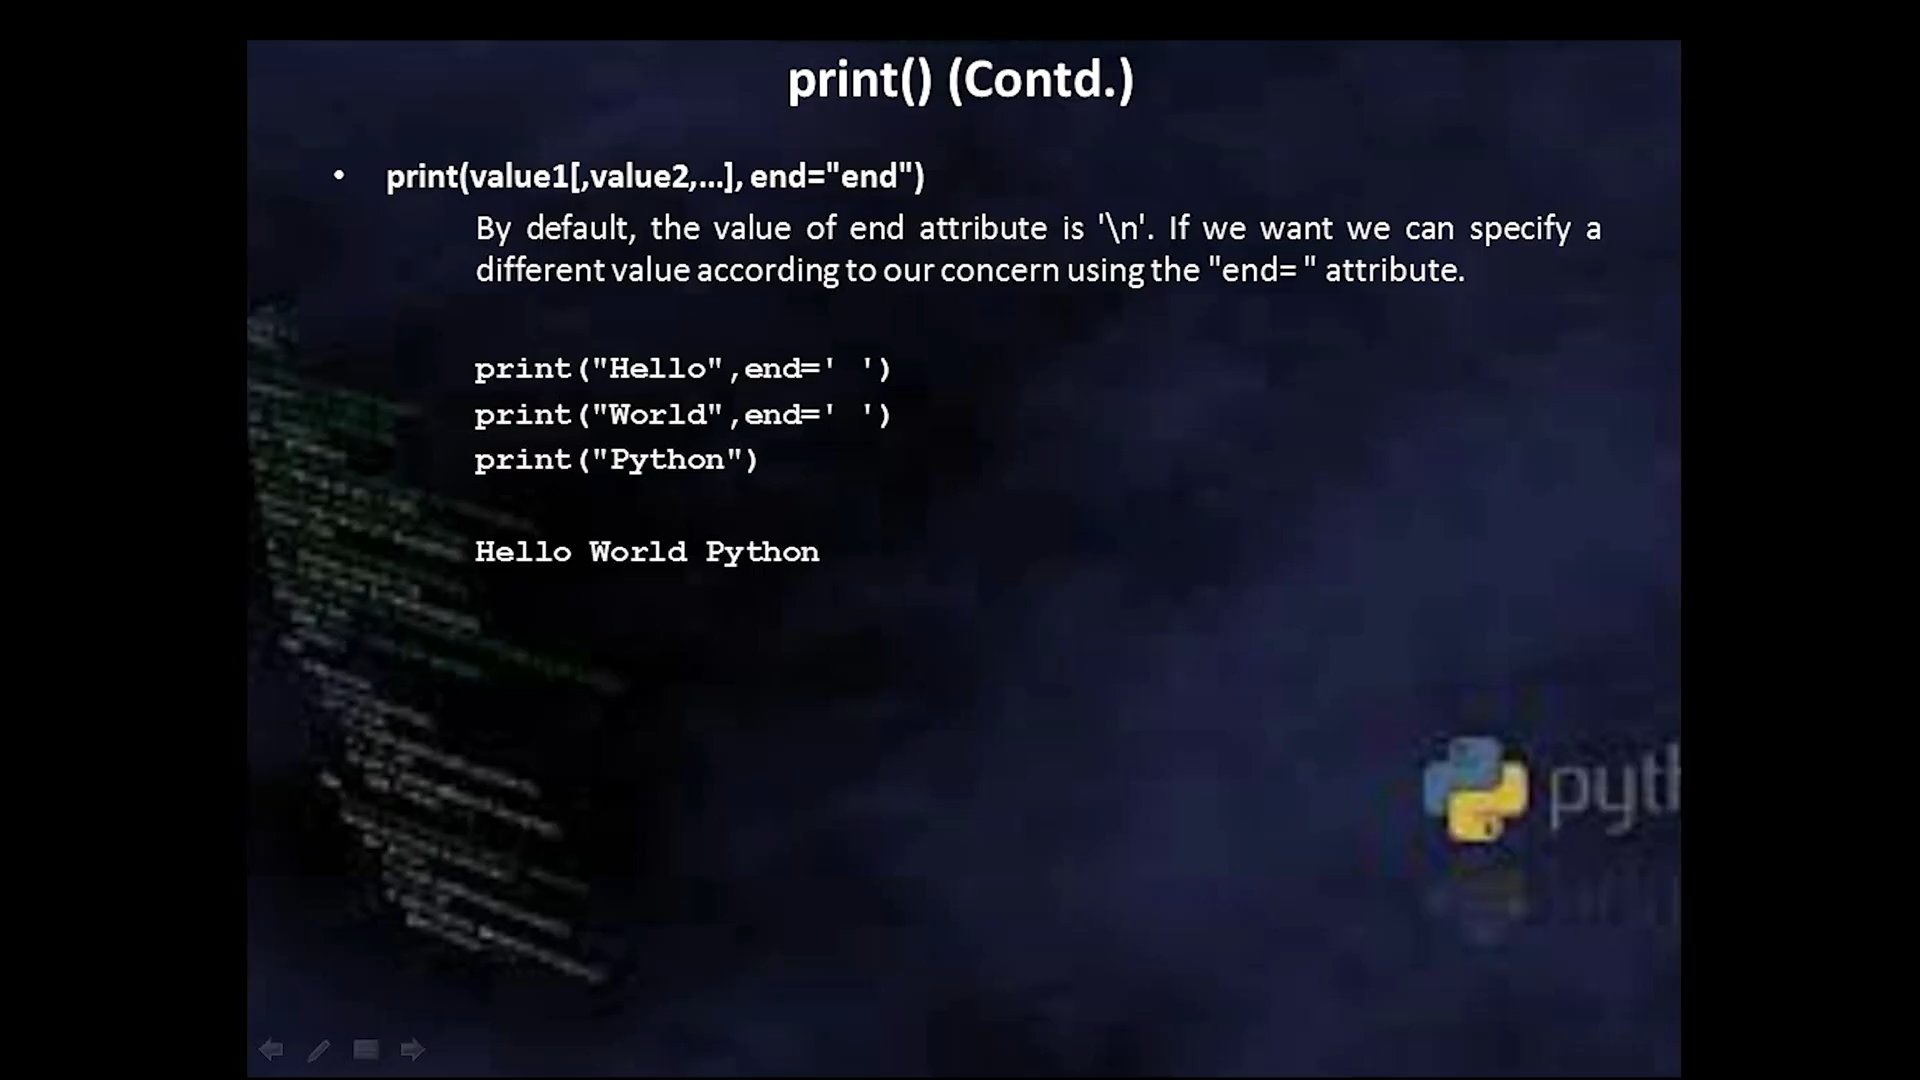 print() (Contd.)
• print(value1[,value2,...], end="end")
By default, the value of end attribute is '\n'. If we want we can specify a
different value according to our concern using the "end= " attribute.
print("Hello",end=' ')
print("World",end=' ')
print("Python")
Hello World Python
pyth